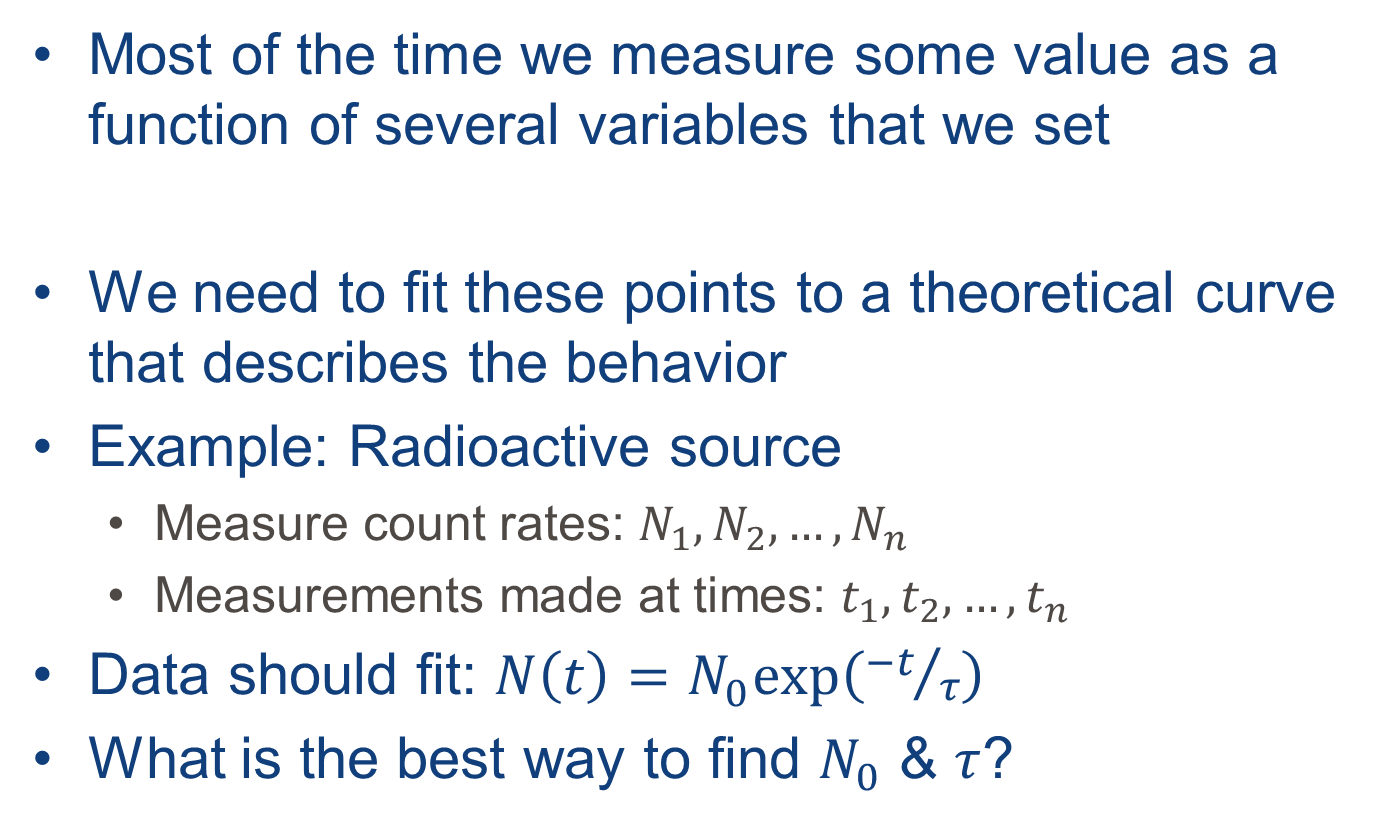 • Most of the time we measure some value as a
function of several variables that we set
• We need to fit these points to a theoretical curve
that describes the behavior
• Example: Radioactive source
• Measure count rates: N₁, N₂, … , Nₙ
• Measurements made at times: t₁, t₂, … , tₙ
• Data should fit: N(t) = N₀exp(−t/τ)
• What is the best way to find N₀ & τ?